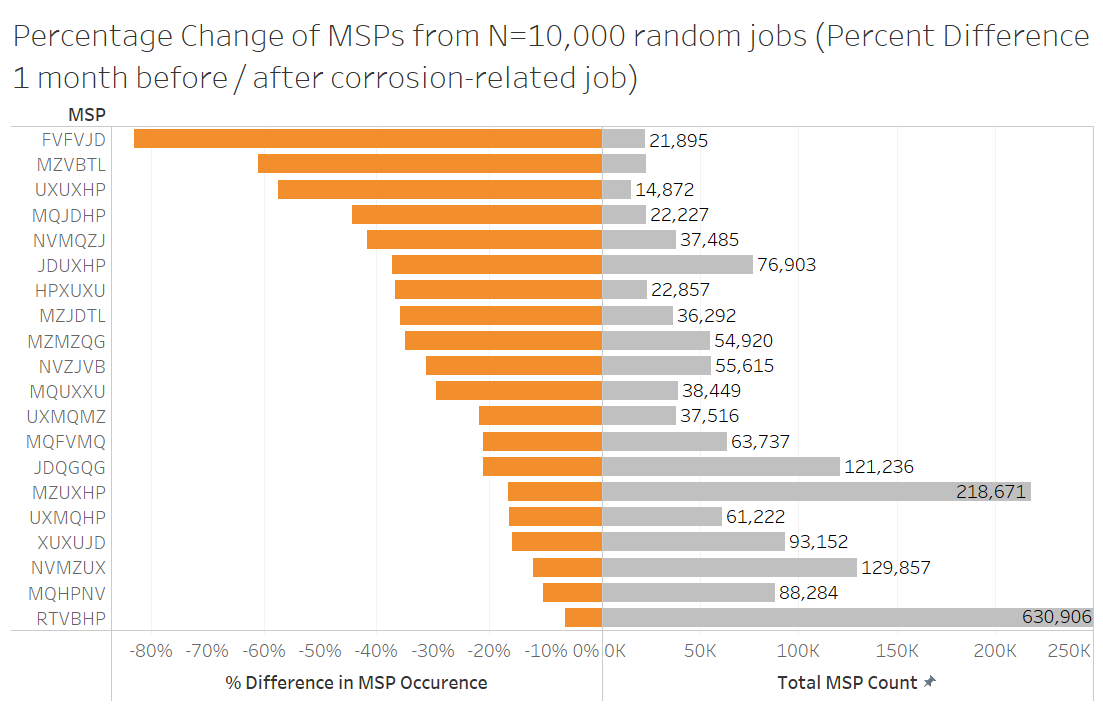 Percentage Change of MSPs from N=10,000 random jobs (Percent Difference
1 month before / after corrosion-related job)
MSP
FVFVJD 21,895
MZVBTL
UXUXHP 14,872
MQJDHP 22,227
NVMQZJ 37,485
JDUXHP 76,903
HPXUXU 22,857
MZJDTL 36,292
MZMZQG 54,920
NVZJVB 55,615
MQUXXU 38,449
UXMQMZ 37,516
MQFVMQ 63,737
JDQGQG 121,236
MZUXHP 218,671
UXMQHP 61,222
XUXUJD 93,152
NVMZUX 129,857
MQHPNV 88,284
RTVBHP 630,906
-80% -70% -60% -50% -40% -30% -20% -10% 0% 0K 50K 100K 150K 200K 250K
% Difference in MSP Occurence Total MSP Count